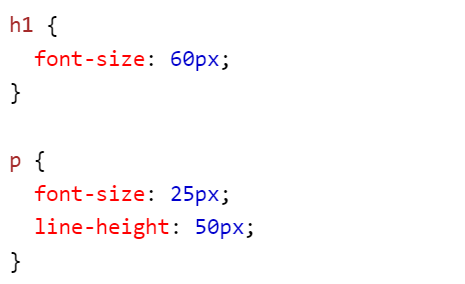 h1 {
  font-size: 60px;
}

p {
  font-size: 25px;
  line-height: 50px;
}